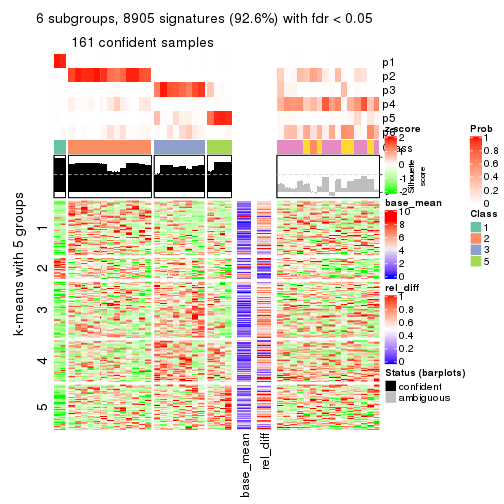 6 subgroups, 8905 signatures (92.6%) with fdr < 0.05
161 confident samples
p1
p2
p3
p4
p5
p6
Class
z-score
2
1
0
-1
-2
Silhouette
score
Prob
1
0.8
0.6
0.4
0.2
0
Class
1
2
3
5
base_mean
10
8
6
4
2
0
rel_diff
1
0.8
0.6
0.4
0.2
0
Status (barplots)
confident
ambiguous
k-means with 5 groups
1
2
3
4
5
base_mean
rel_diff